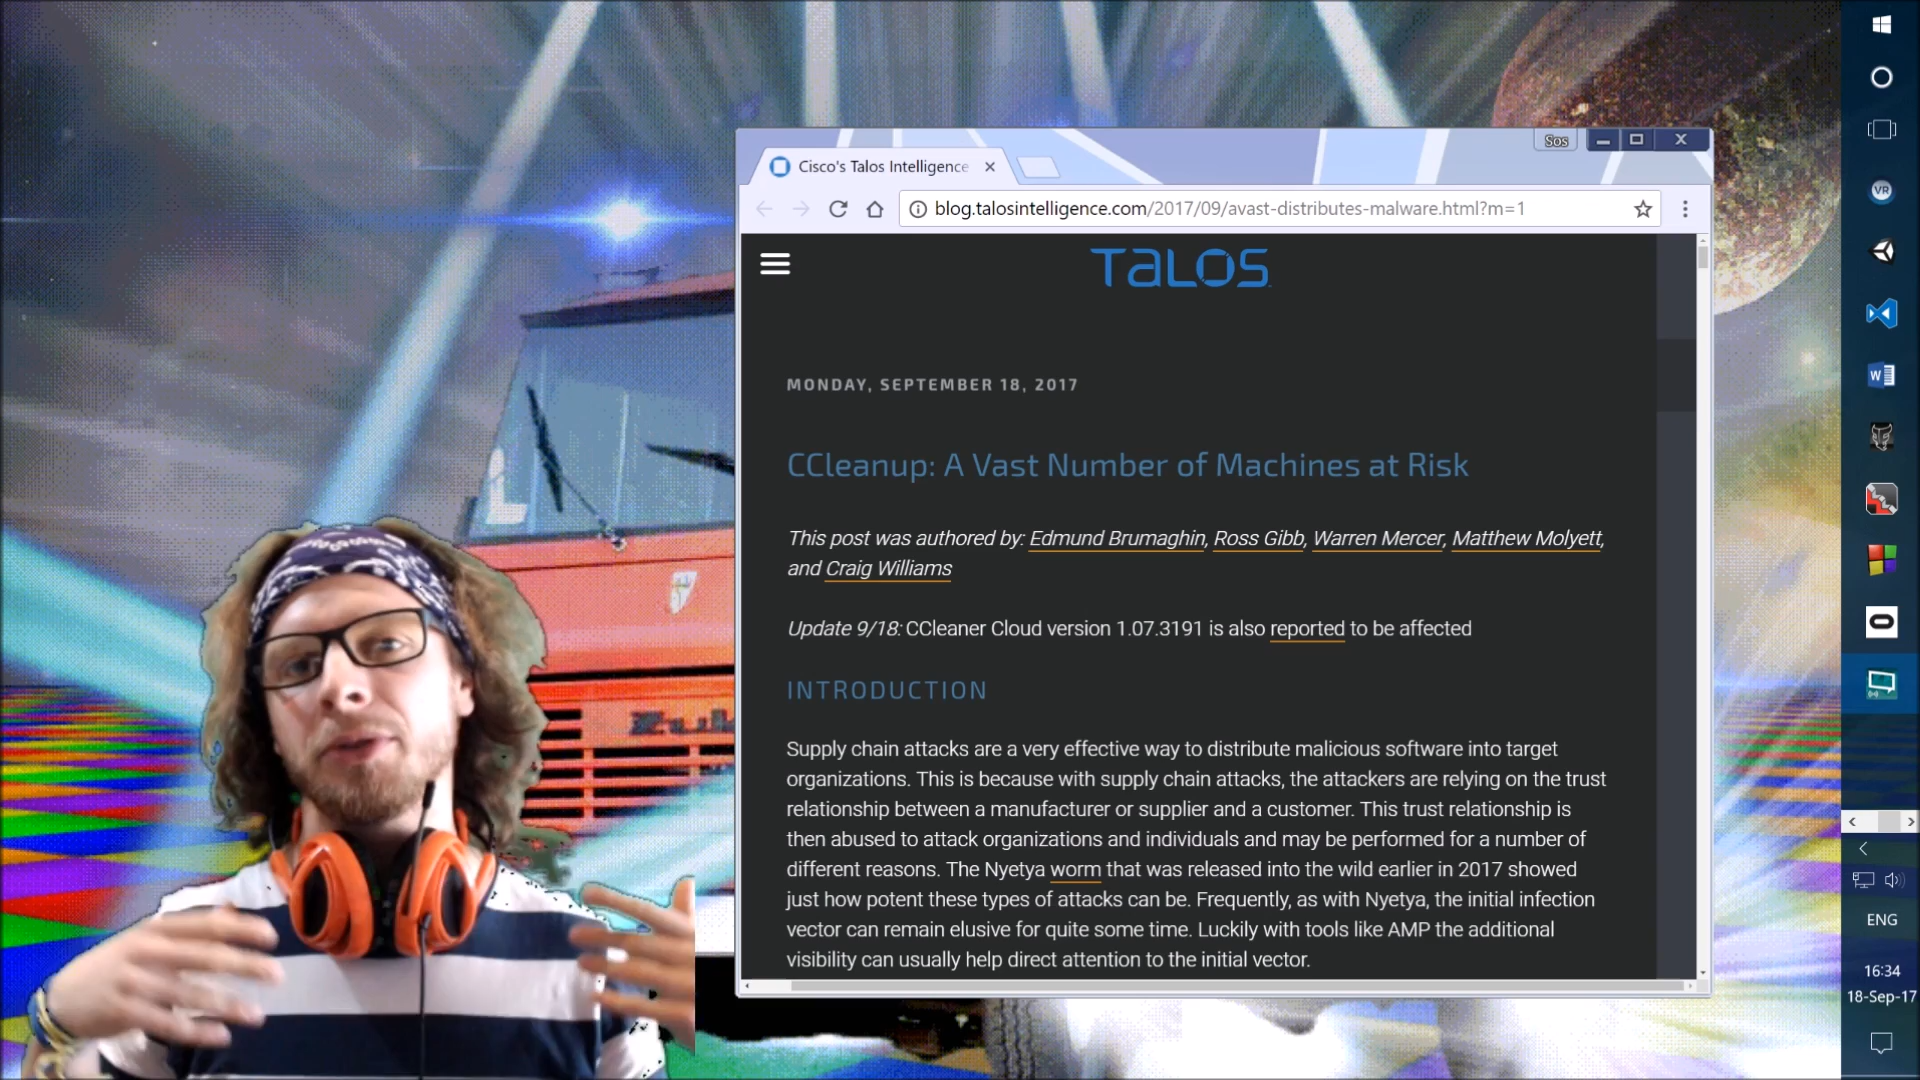 Sos
Cisco's Talos Intelligence
blog.talosintelligence.com/2017/09/avast-distributes-malware.html?m=1
TALOS
MONDAY, SEPTEMBER 18, 2017
CCleanup: A Vast Number of Machines at Risk
This post was authored by: Edmund Brumaghin, Ross Gibb, Warren Mercer, Matthew Molyett,
and Craig Williams
Update 9/18: CCleaner Cloud version 1.07.3191 is also reported to be affected
INTRODUCTION
Supply chain attacks are a very effective way to distribute malicious software into target
organizations. This is because with supply chain attacks, the attackers are relying on the trust
relationship between a manufacturer or supplier and a customer. This trust relationship is
then abused to attack organizations and individuals and may be performed for a number of
different reasons. The Nyetya worm that was released into the wild earlier in 2017 showed
just how potent these types of attacks can be. Frequently, as with Nyetya, the initial infection
vector can remain elusive for quite some time. Luckily with tools like AMP the additional
visibility can usually help direct attention to the initial vector.
VR
W
ENG
16:34
18-Sep-17